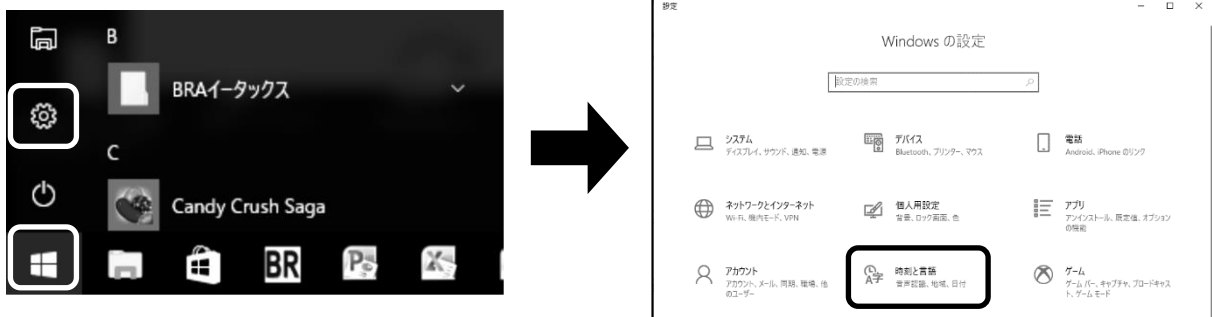 B
BRAイータックス
C
Candy Crush Saga
BR
設定
Windows の設定
設定の検索
システム
ディスプレイ、サウンド、通知、電源
デバイス
Bluetooth、プリンター、マウス
電話
Android、iPhone のリンク
ネットワークとインターネット
Wi-Fi、機内モード、VPN
個人用設定
背景、ロック画面、色
アプリ
アンインストール、既定値、オプション
の機能
アカウント
アカウント、メール、同期、職場、他
のユーザー
時刻と言語
音声認識、地域、日付
ゲーム
ゲーム バー、キャプチャ、ブロードキャス
ト、ゲーム モード